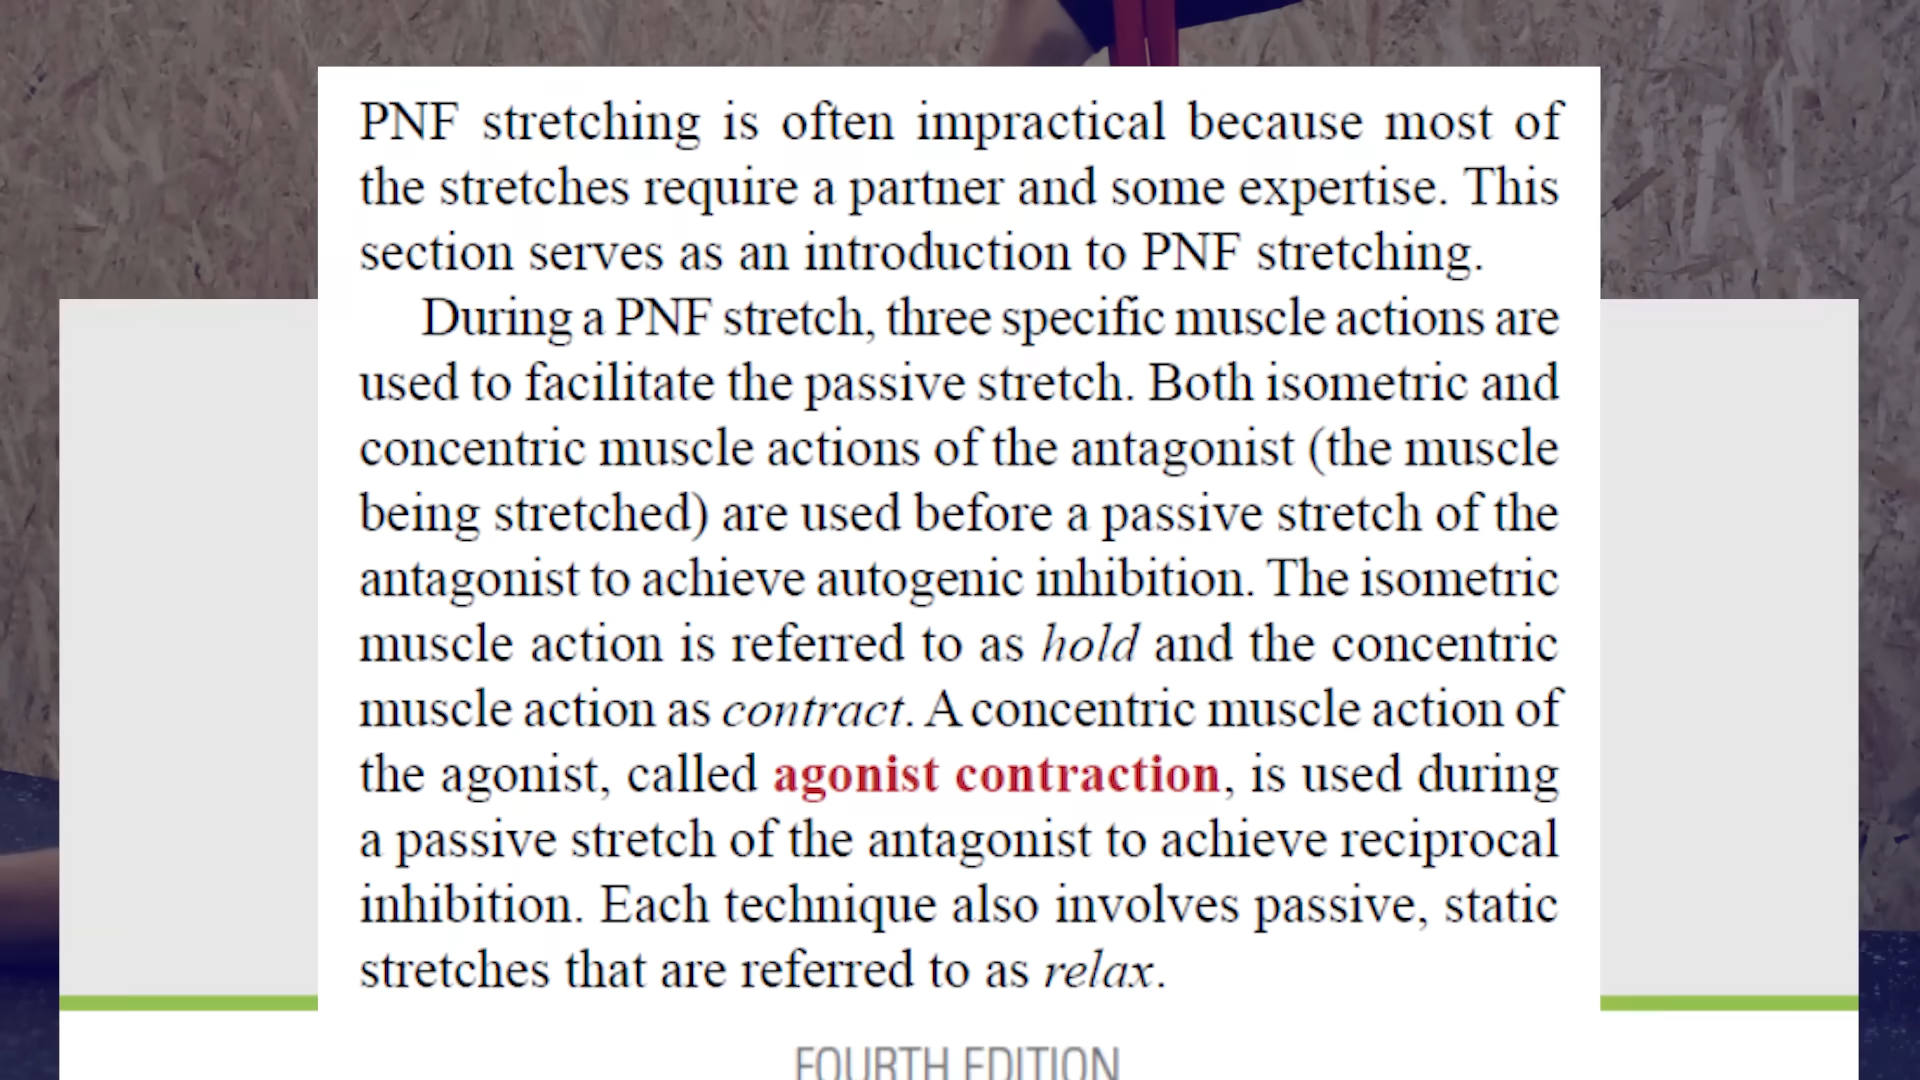 PNF stretching is often impractical because most of
the stretches require a partner and some expertise. This
section serves as an introduction to PNF stretching.
During a PNF stretch, three specific muscle actions are
used to facilitate the passive stretch. Both isometric and
concentric muscle actions of the antagonist (the muscle
being stretched) are used before a passive stretch of the
antagonist to achieve autogenic inhibition. The isometric
muscle action is referred to as hold and the concentric
muscle action as contract. A concentric muscle action of
the agonist, called agonist contraction, is used during
a passive stretch of the antagonist to achieve reciprocal
inhibition. Each technique also involves passive, static
stretches that are referred to as relax.
FOURTH EDITION